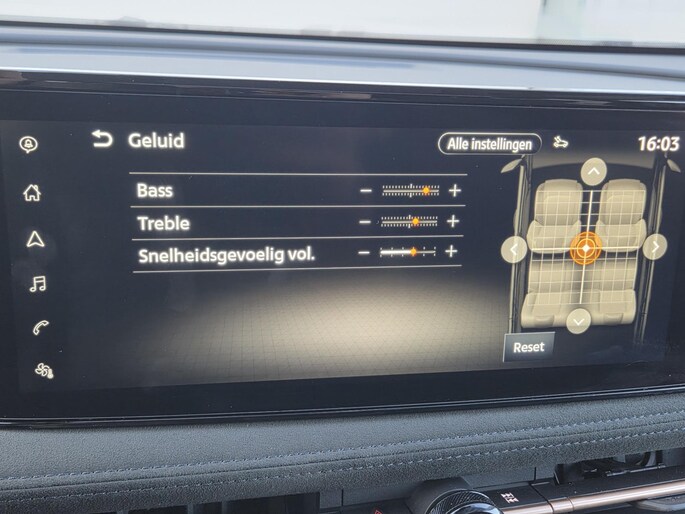 Geluid
Alle instellingen
16:03
Bass
Treble
Snelheidsgevoelig vol.
Reset